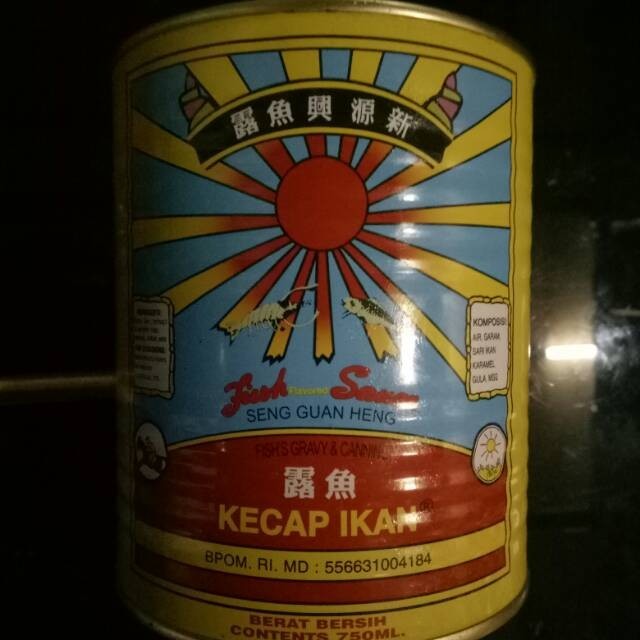 露魚興源新
KOMPOSISI
AIR, GARAM,
SARI IKAN
KARAMEL
GULA, MSG
Fish Flavored Sauce
SENG GUAN HENG
FISH'S GRAVY & CANNING
露魚
KECAP IKAN®
BPOM. RI. MD : 556631004184
BERAT BERSIH
CONTENTS 750ML.